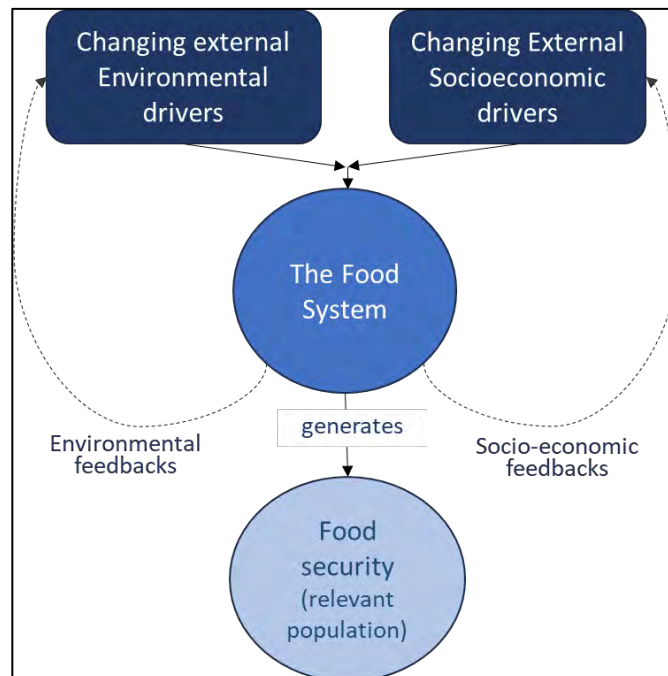 Changing external
Environmental
drivers
Changing External
Socioeconomic
drivers
The Food
System
generates
Environmental
feedbacks
Socio-economic
feedbacks
Food
security
(relevant
population)